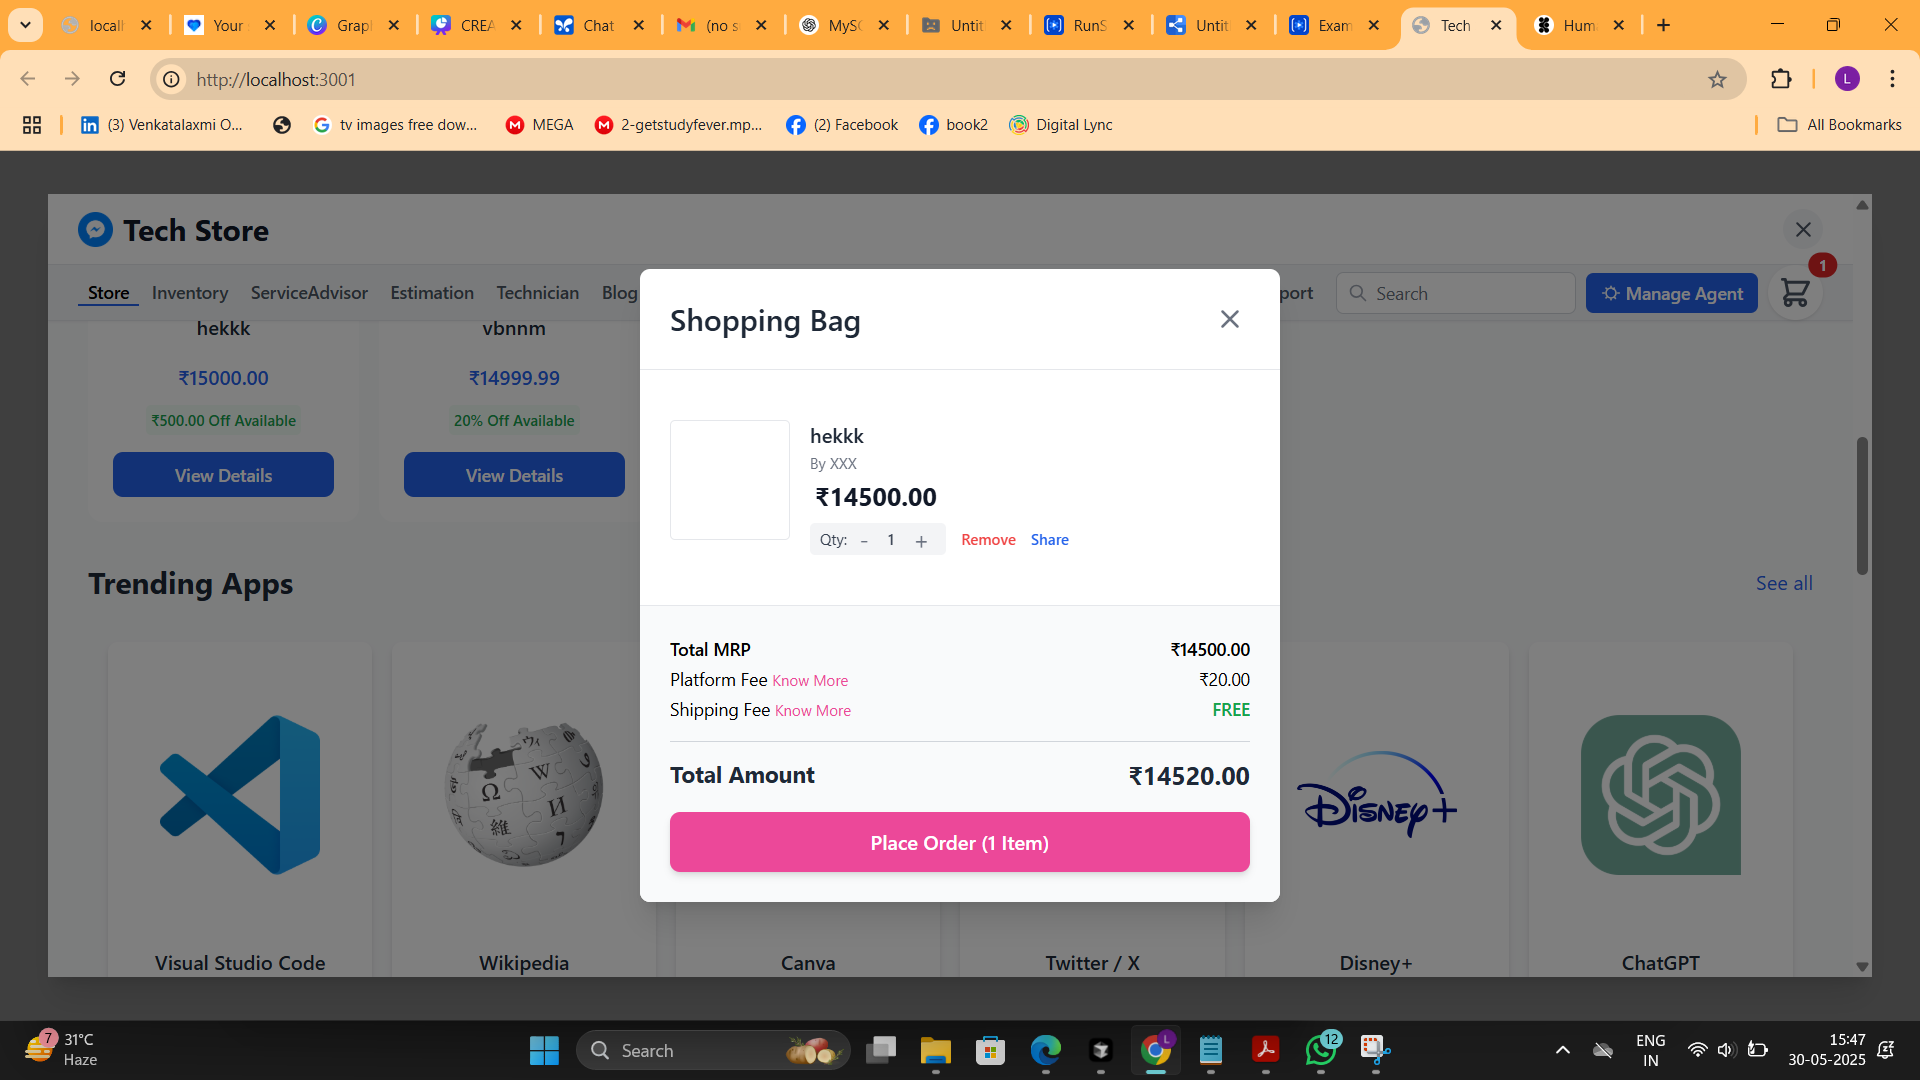 locall
Your
Grap
CREA
Chat
(no s
MySC
Untit
RunS
Untit
Exam
Tech
Hum
http://localhost:3001
L
(3) Venkatalaxmi O...
tv images free dow...
MEGA
2-getstudyfever.mp...
(2) Facebook
book2
Digital Lync
All Bookmarks
Tech Store
Store
Inventory
ServiceAdvisor
Estimation
Technician
Blog
port
Search
Manage Agent
1
hekkk
vbnnm
₹15000.00
₹14999.99
₹500.00 Off Available
20% Off Available
View Details
View Details
Shopping Bag
hekkk
By XXX
₹14500.00
Qty: - 1 +
Remove
Share
Total MRP ₹14500.00
Platform Fee Know More ₹20.00
Shipping Fee Know More FREE
Total Amount ₹14520.00
Place Order (1 Item)
Trending Apps
See all
Disney+
Visual Studio Code
Wikipedia
Canva
Twitter / X
Disney+
ChatGPT
7
31°C
Haze
Search
L
12
ENG
IN
15:47
30-05-2025